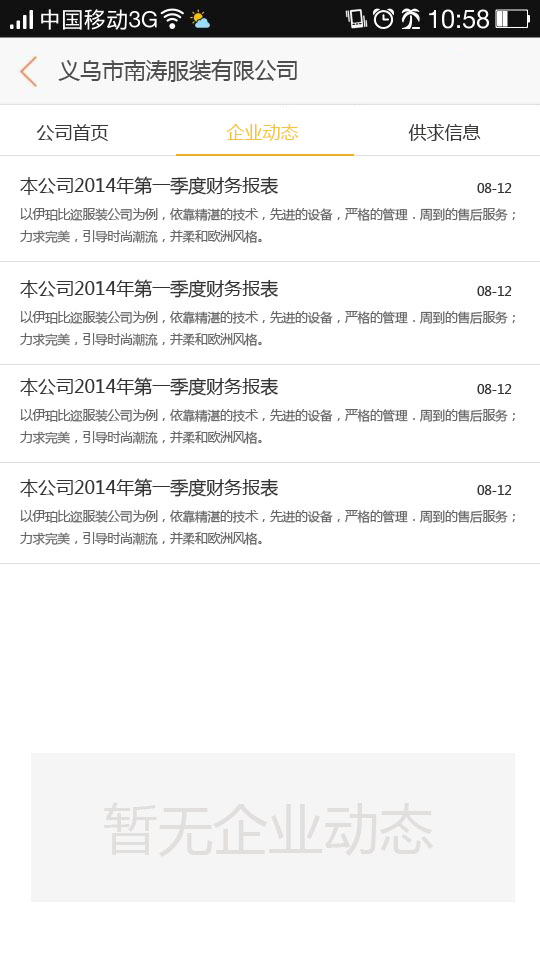 中国移动3G 10:58
义乌市南涛服装有限公司
公司首页 企业动态 供求信息
本公司2014年第一季度财务报表 08-12
以伊珀比迩服装公司为例，依靠精湛的技术，先进的设备，严格的管理．周到的售后服务；
力求完美，引导时尚潮流，并柔和欧洲风格。
本公司2014年第一季度财务报表 08-12
以伊珀比迩服装公司为例，依靠精湛的技术，先进的设备，严格的管理．周到的售后服务；
力求完美，引导时尚潮流，并柔和欧洲风格。
本公司2014年第一季度财务报表 08-12
以伊珀比迩服装公司为例，依靠精湛的技术，先进的设备，严格的管理．周到的售后服务；
力求完美，引导时尚潮流，并柔和欧洲风格。
本公司2014年第一季度财务报表 08-12
以伊珀比迩服装公司为例，依靠精湛的技术，先进的设备，严格的管理．周到的售后服务；
力求完美，引导时尚潮流，并柔和欧洲风格。
暂无企业动态